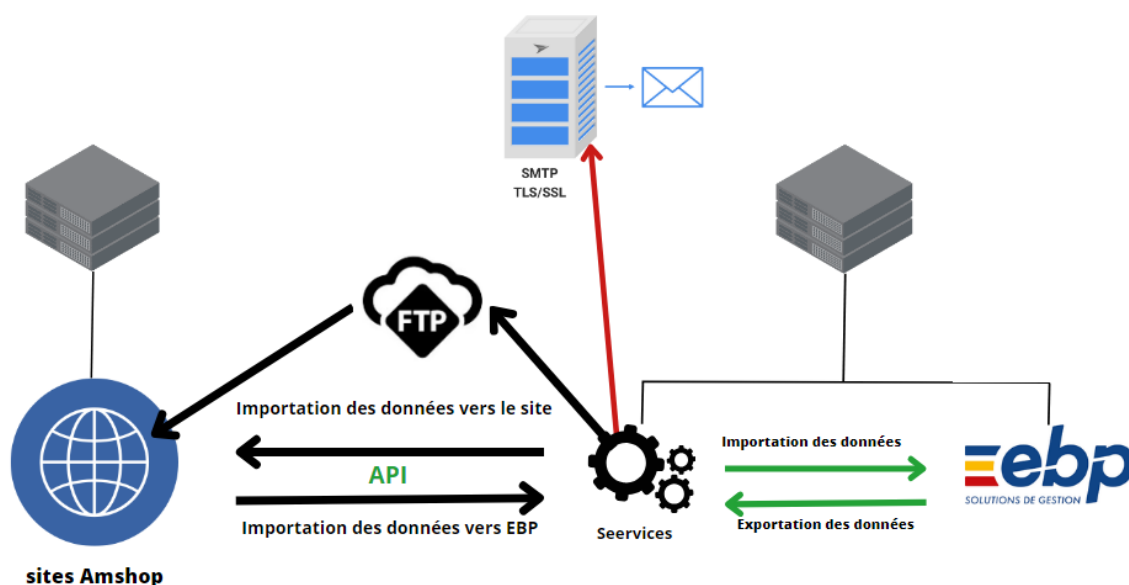 SMTP
TLS/SSL
FTP
Importation des données vers le site
API
Importation des données vers EBP
Seervices
Importation des données
Exportation des données
ebp
SOLUTIONS DE GESTION
sites Amshop